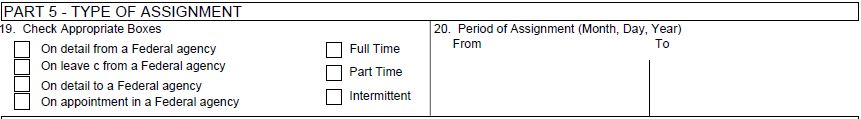 PART 5 - TYPE OF ASSIGNMENT
19. Check Appropriate Boxes
On detail from a Federal agency
On leave c from a Federal agency
On detail to a Federal agency
On appointment in a Federal agency
Full Time
Part Time
Intermittent
20. Period of Assignment (Month, Day, Year)
From To